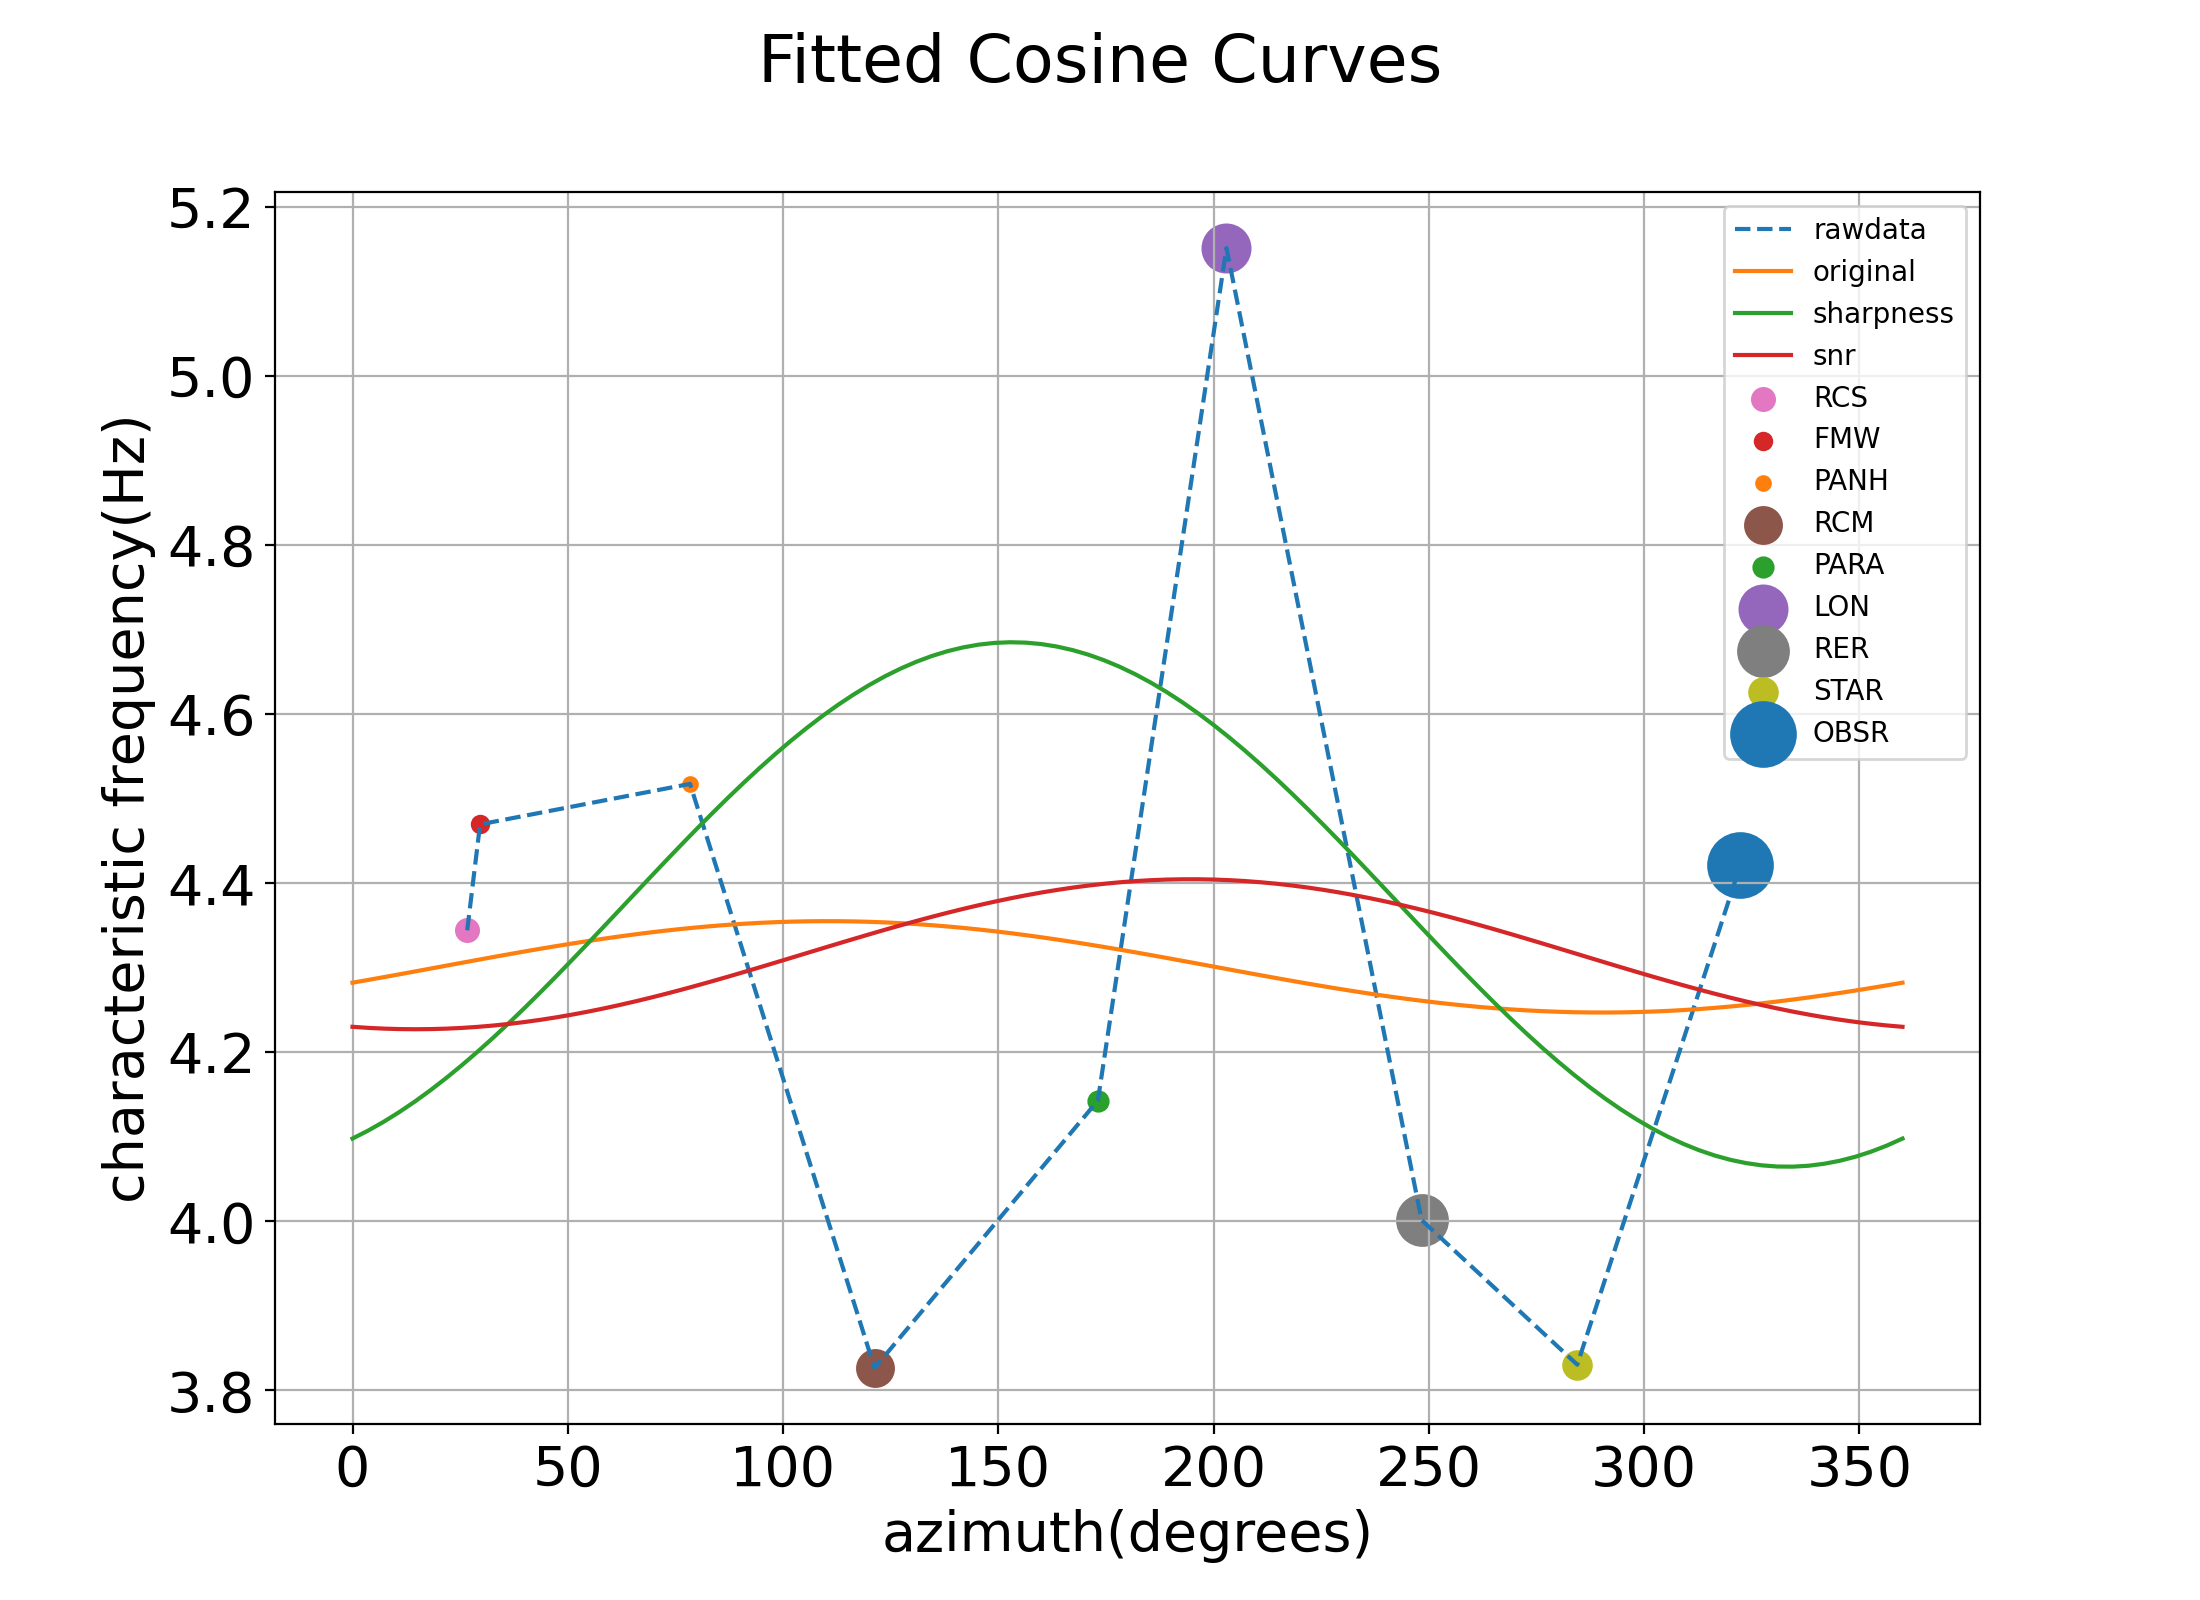 Fitted Cosine Curves
5.2
5.0
4.8
4.6
4.4
4.2
4.0
3.8
characteristic frequency(Hz)
rawdata
original
sharpness
snr
RCS
FMW
PANH
RCM
PARA
LON
RER
STAR
OBSR
0 50 100 150 200 250 300 350
azimuth(degrees)